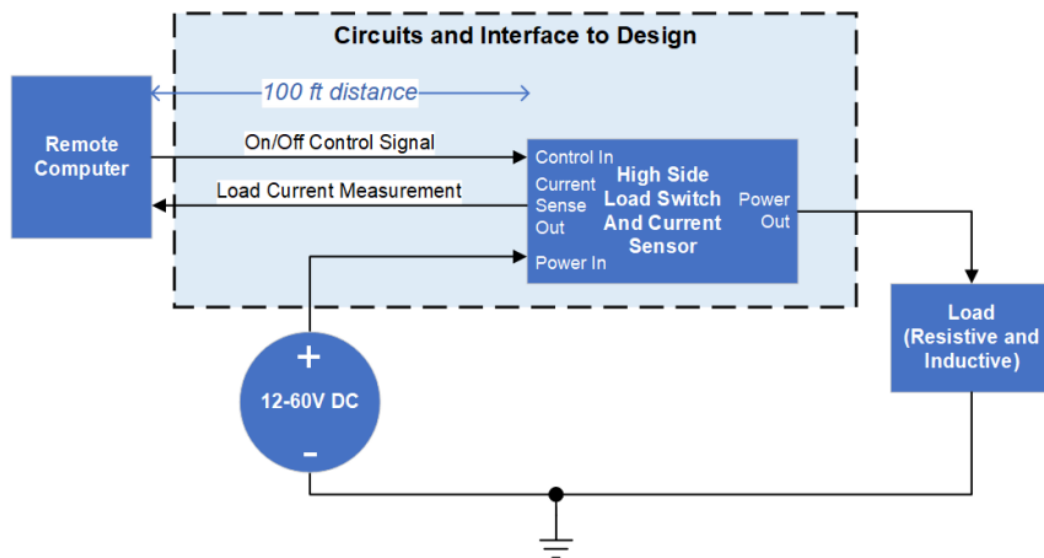 Circuits and Interface to Design
100 ft distance
Remote
Computer
On/Off Control Signal
Load Current Measurement
Control In
Current
Sense
Out
Power In
High Side
Load Switch
And Current
Sensor
Power
Out
Load
(Resistive and
Inductive)
+
12-60V DC
-